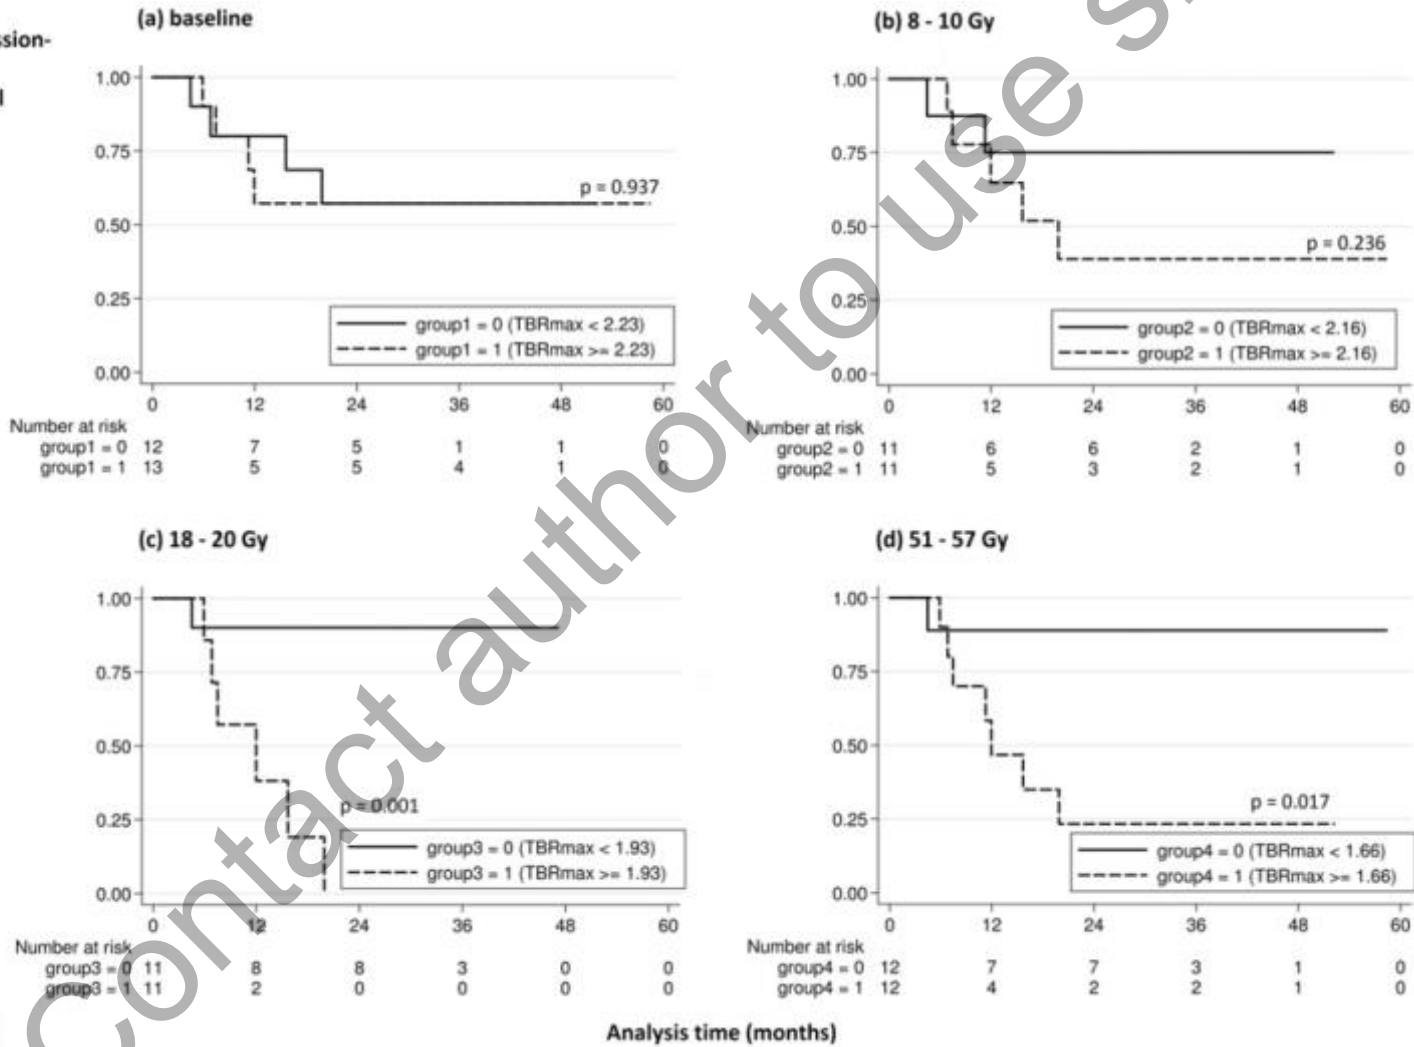 ssion-
l
(a) baseline
1.00
0.75
0.50
0.25
0.00
p = 0.937
group1 = 0 (TBRmax < 2.23)
group1 = 1 (TBRmax >= 2.23)
0 12 24 36 48 60
Number at risk
group1 = 0 12 7 5 1 1 0
group1 = 1 13 5 5 4 1 0
(b) 8 - 10 Gy
1.00
0.75
0.50
0.25
0.00
p = 0.236
group2 = 0 (TBRmax < 2.16)
group2 = 1 (TBRmax >= 2.16)
0 12 24 36 48 60
Number at risk
group2 = 0 11 6 6 2 1 0
group2 = 1 11 5 3 2 1 0
(c) 18 - 20 Gy
1.00
0.75
0.50
0.25
0.00
p = 0.001
group3 = 0 (TBRmax < 1.93)
group3 = 1 (TBRmax >= 1.93)
0 12 24 36 48 60
Number at risk
group3 = 0 11 8 8 3 0 0
group3 = 1 11 2 0 0 0 0
(d) 51 - 57 Gy
1.00
0.75
0.50
0.25
0.00
p = 0.017
group4 = 0 (TBRmax < 1.66)
group4 = 1 (TBRmax >= 1.66)
0 12 24 36 48 60
Number at risk
group4 = 0 12 7 7 3 1 0
group4 = 1 12 4 2 2 1 0
Analysis time (months)
Contact author to use s